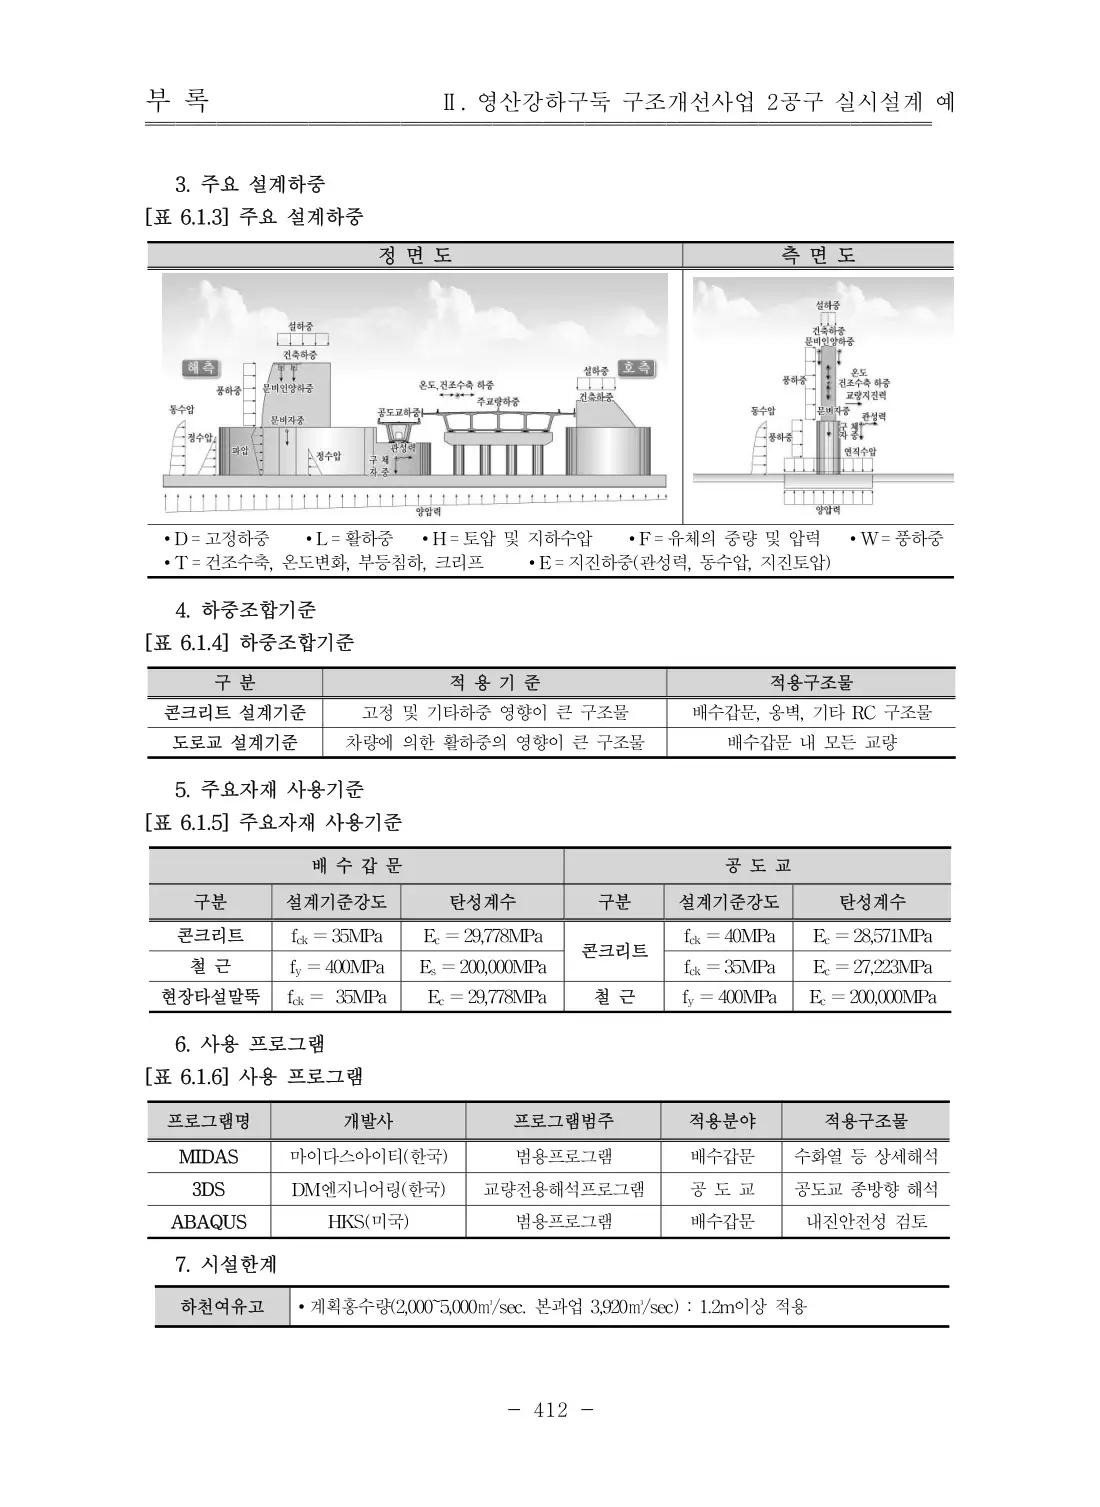 부 록
Ⅱ. 영산강하구둑 구조개선사업 2공구 실시설계 예
3. 주요 설계하중
[표 6.1.3] 주요 설계하중
정 면 도 측 면 도
설하중
건축하중
해측
풍하중
문비인양하중
동수압
정수압
문비자중
파압
정수압
온도,건조수축 하중
공도교하중
주교량하중
관성력
구 체
자 중
설하중
호측
건축하중
양압력
설하중
건축하중
문비인양하중
풍하중
온도
건조수축 하중
교량지진력
동수압
문비자중
관성력
풍하중
구 체
자 중
연직수압
양압력
•D = 고정하중 •L = 활하중 •H = 토압 및 지하수압 •F = 유체의 중량 및 압력 •W = 풍하중
•T = 건조수축, 온도변화, 부등침하, 크리프 •E = 지진하중(관성력, 동수압, 지진토압)
4. 하중조합기준
[표 6.1.4] 하중조합기준
구 분 적 용 기 준 적용구조물
콘크리트 설계기준 고정 및 기타하중 영향이 큰 구조물 배수갑문, 옹벽, 기타 RC 구조물
도로교 설계기준 차량에 의한 활하중의 영향이 큰 구조물 배수갑문 내 모든 교량
5. 주요자재 사용기준
[표 6.1.5] 주요자재 사용기준
배 수 갑 문 공 도 교
구분 설계기준강도 탄성계수 구분 설계기준강도 탄성계수
콘크리트 fck = 35MPa Ec = 29,778MPa 콘크리트 fck = 40MPa Ec = 28,571MPa
철 근 fy = 400MPa Es = 200,000MPa fck = 35MPa Ec = 27,223MPa
현장타설말뚝 fck = 35MPa Ec = 29,778MPa 철 근 fy = 400MPa Ec = 200,000MPa
6. 사용 프로그램
[표 6.1.6] 사용 프로그램
프로그램명 개발사 프로그램범주 적용분야 적용구조물
MIDAS 마이다스아이티(한국) 범용프로그램 배수갑문 수화열 등 상세해석
3DS DM엔지니어링(한국) 교량전용해석프로그램 공 도 교 공도교 종방향 해석
ABAQUS HKS(미국) 범용프로그램 배수갑문 내진안전성 검토
7. 시설한계
하천여유고 •계획홍수량(2,000~5,000㎥/sec. 본과업 3,920㎥/sec) : 1.2m이상 적용
- 412 -